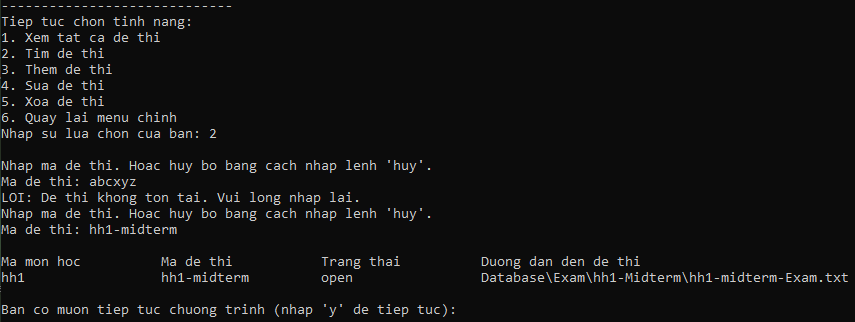 -----------------------------
Tiep tuc chon tinh nang:
1. Xem tat ca de thi
2. Tim de thi
3. Them de thi
4. Sua de thi
5. Xoa de thi
6. Quay lai menu chinh
Nhap su lua chon cua ban: 2
Nhap ma de thi. Hoac huy bo bang cach nhap lenh 'huy'.
Ma de thi: abcxyz
LOI: De thi khong ton tai. Vui long nhap lai.
Nhap ma de thi. Hoac huy bo bang cach nhap lenh 'huy'.
Ma de thi: hh1-midterm
Ma mon hoc Ma de thi Trang thai Duong dan den de thi
hh1 hh1-midterm open Database\Exam\hh1-Midterm\hh1-midterm-Exam.txt
Ban co muon tiep tuc chuong trinh (nhap 'y' de tiep tuc):